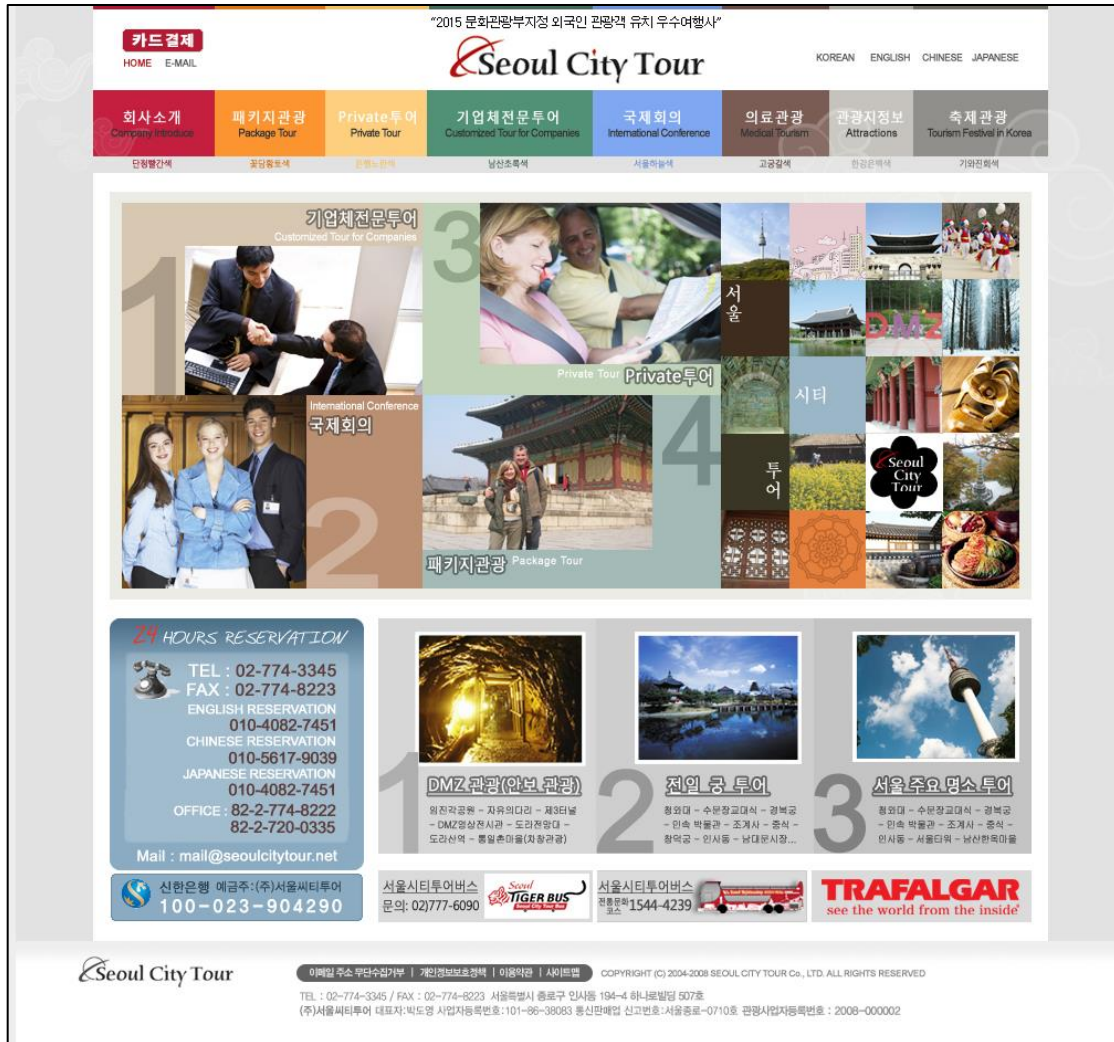 "2015 문화관광부지정 외국인 관광객 유치 우수여행사"
카드결제
HOME E-MAIL
Seoul City Tour
KOREAN ENGLISH CHINESE JAPANESE
회사소개 패키지관광 Private투어 기업체전문투어 국제회의 의료관광 관광지정보 축제관광
Company Introduce Package Tour Private Tour Customized Tour for Companies International Conference Medical Tourism Attractions Tourism Festival in Korea
단청빨간색 꽃담황토색 은행노란색 남산초록색 서울하늘색 고궁갈색 한강은백색 기와진회색
1
기업체전문투어
Customized Tour for Companies
3
Private Tour Private투어
International Conference
국제회의
2
4
패키지관광 Package Tour
서울
DMZ
시티
투어
Seoul
City
Tour
24 HOURS RESERVATION
TEL : 02-774-3345
FAX : 02-774-8223
ENGLISH RESERVATION
010-4082-7451
CHINESE RESERVATION
010-5617-9039
JAPANESE RESERVATION
010-4082-7451
OFFICE : 82-2-774-8222
82-2-720-0335
Mail : mail@seoulcitytour.net
신한은행 예금주:(주)서울씨티투어
100-023-904290
1
DMZ 관광(안보 관광)
임진각공원 - 자유의다리 - 제3터널
- DMZ영상전시관 - 도라전망대 -
도라산역 - 통일촌마을(차창관광)
2
전일 궁 투어
청와대 - 수문장교대식 - 경복궁
- 민속 박물관 - 조계사 - 중식 -
창덕궁 - 인사동 - 남대문시장...
3
서울 주요 명소 투어
청와대 - 수문장교대식 - 경복궁
- 민속 박물관 - 조계사 - 중식 -
인사동 - 서울타워 - 남산한옥마을
서울시티투어버스
문의: 02)777-6090
Seoul
TIGER BUS
Seoul City Tour Bus
서울시티투어버스
전통문화
코스 1544-4239
TRAFALGAR
see the world from the inside
Seoul City Tour
이메일 주소 무단수집거부 | 개인정보보호정책 | 이용약관 | 사이트맵
COPYRIGHT (C) 2004-2008 SEOUL CITY TOUR Co., LTD. ALL RIGHTS RESERVED
TEL : 02-774-3345 / FAX : 02-774-8223 서울특별시 종로구 인사동 194-4 하나로빌딩 507호
(주)서울씨티투어 대표자:박도영 사업자등록번호:101-86-38083 통신판매업 신고번호:서울종로-0710호 관광사업자등록번호 : 2008-000002